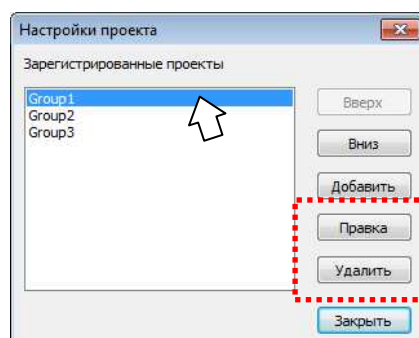 Настройки проекта
Зарегистрированные проекты
Group1
Group2
Group3
Вверх
Вниз
Добавить
Правка
Удалить
Закрыть